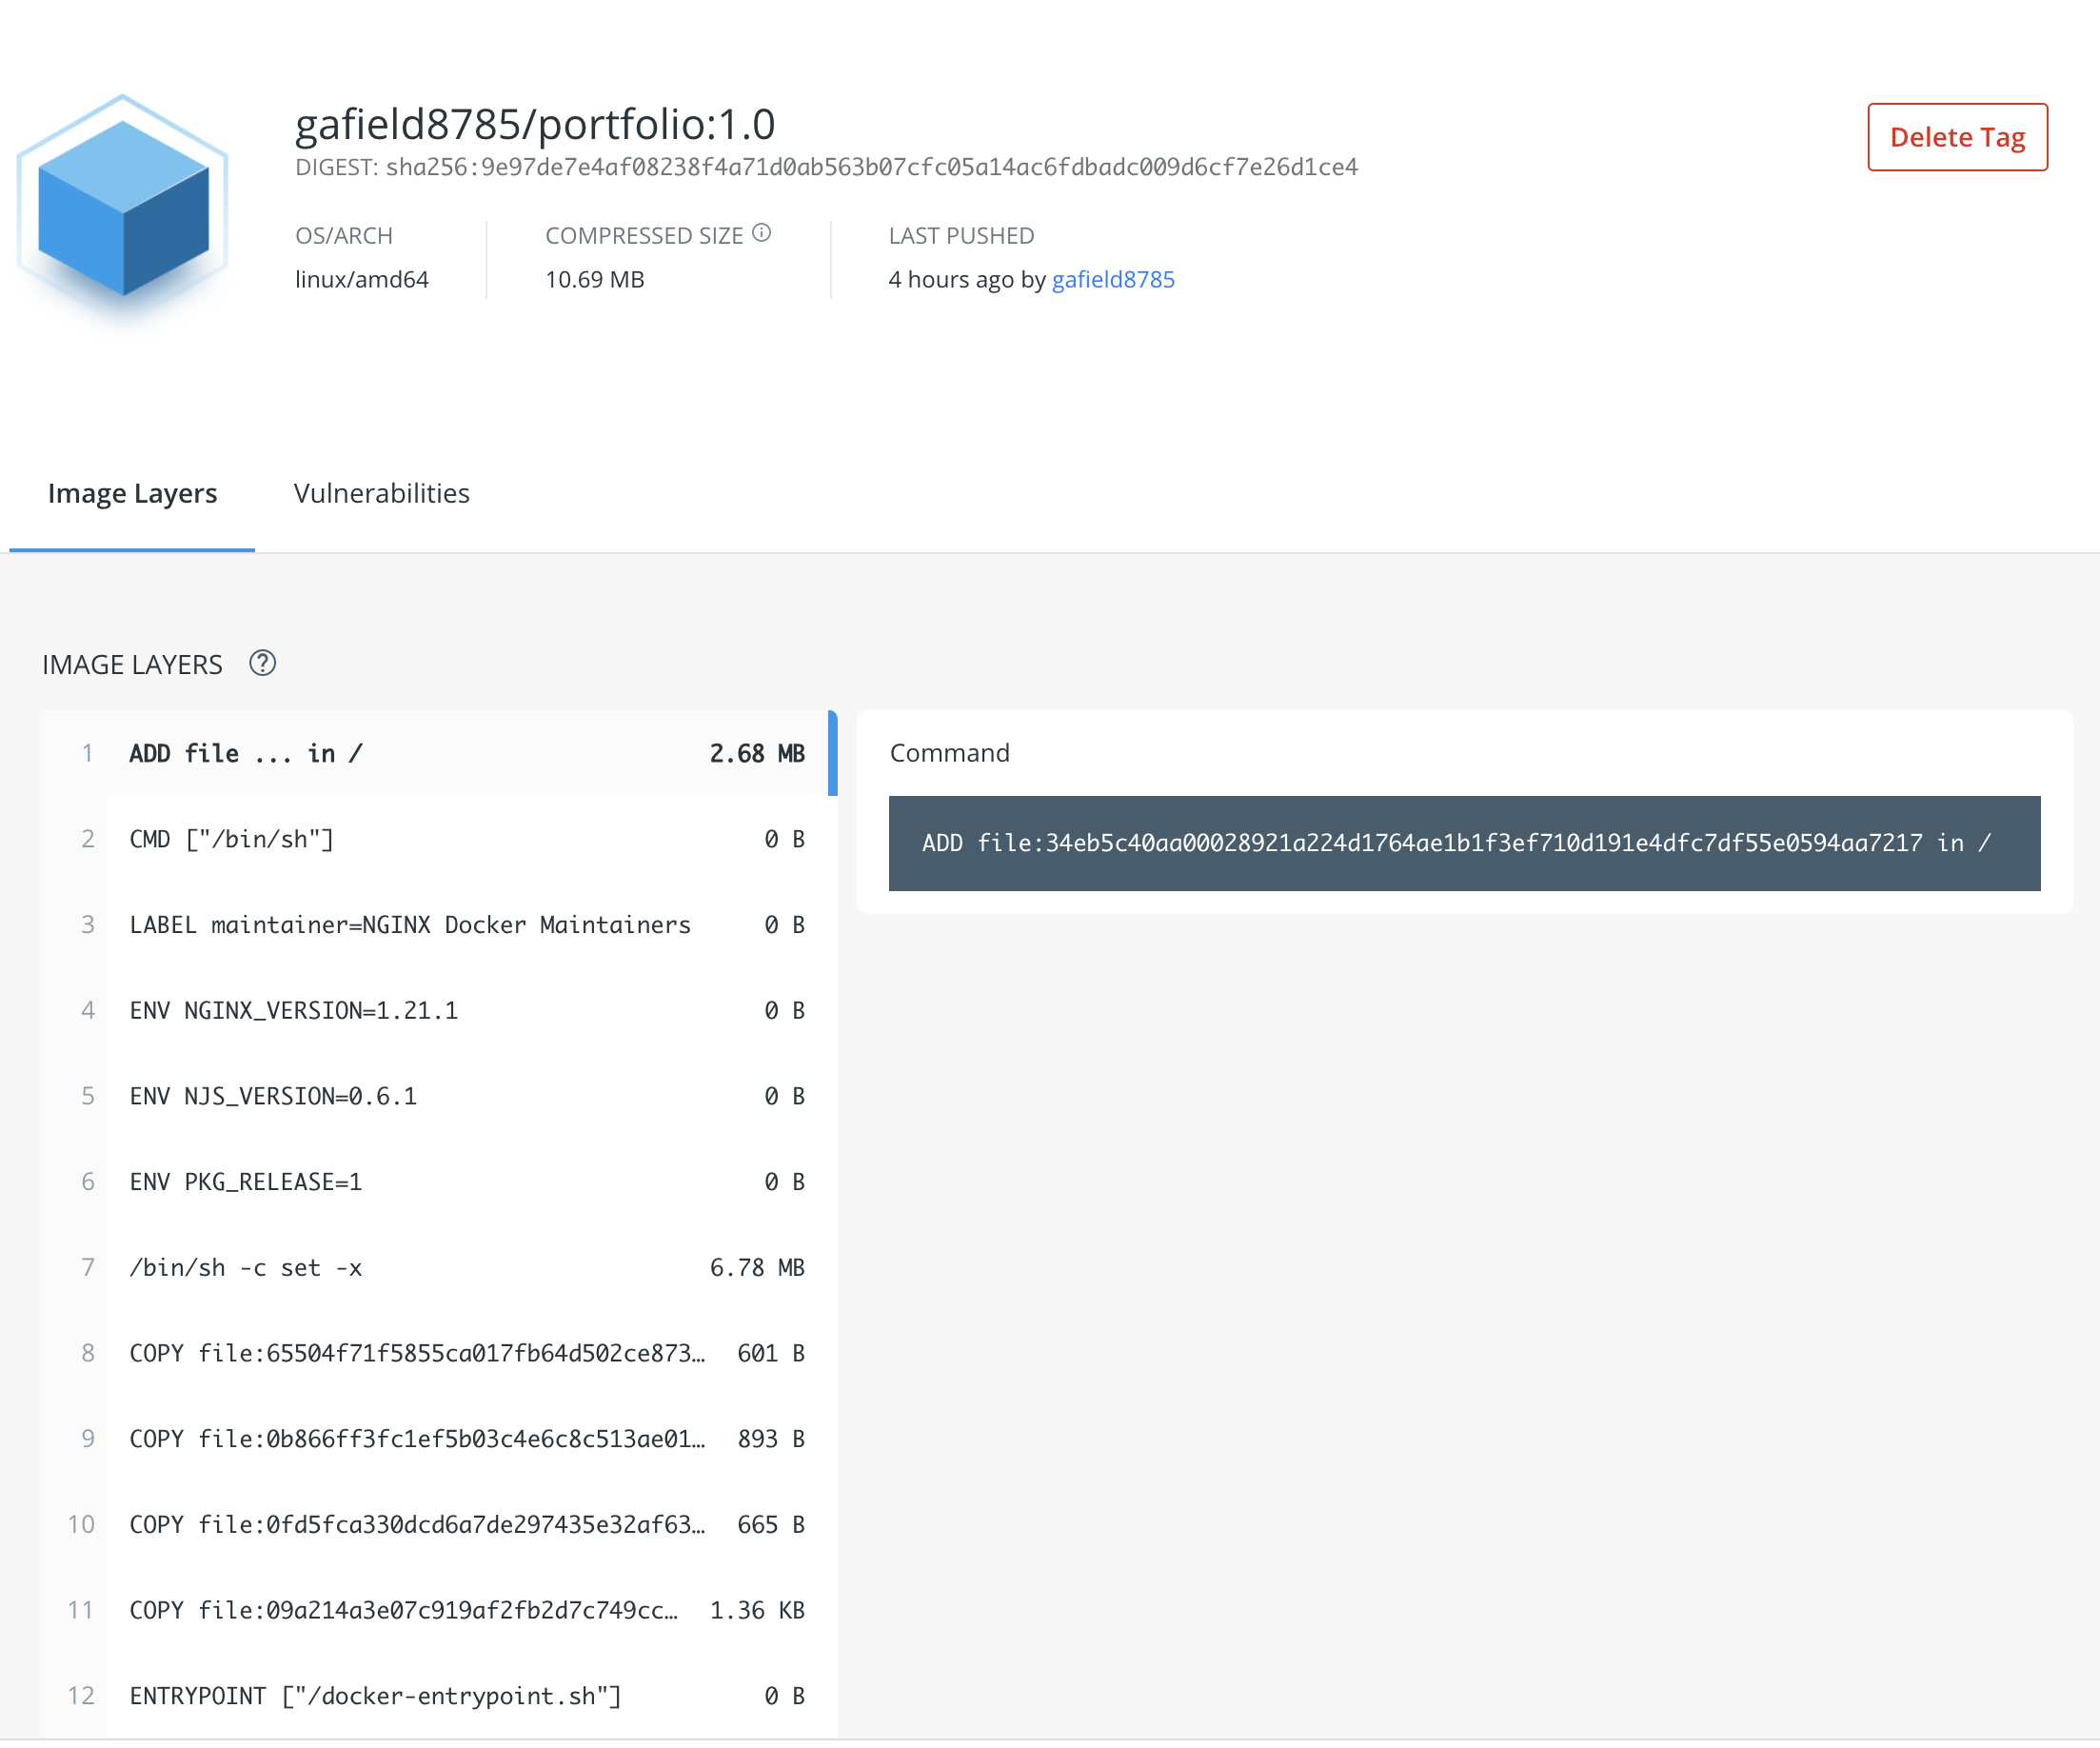 gafield8785/portfolio:1.0
Delete Tag
DIGEST: sha256:9e97de7e4af08238f4a71d0ab563b07cfc05a14ac6fdbadc009d6cf7e26d1ce4
OS/ARCH
linux/amd64
COMPRESSED SIZE
10.69 MB
LAST PUSHED
4 hours ago by gafield8785
Image Layers
Vulnerabilities
IMAGE LAYERS
1 ADD file ... in / 2.68 MB
2 CMD ["/bin/sh"] 0 B
3 LABEL maintainer=NGINX Docker Maintainers 0 B
4 ENV NGINX_VERSION=1.21.1 0 B
5 ENV NJS_VERSION=0.6.1 0 B
6 ENV PKG_RELEASE=1 0 B
7 /bin/sh -c set -x 6.78 MB
8 COPY file:65504f71f5855ca017fb64d502ce873… 601 B
9 COPY file:0b866ff3fc1ef5b03c4e6c8c513ae01… 893 B
10 COPY file:0fd5fca330dcd6a7de297435e32af63… 665 B
11 COPY file:09a214a3e07c919af2fb2d7c749cc… 1.36 KB
12 ENTRYPOINT ["/docker-entrypoint.sh"] 0 B
Command
ADD file:34eb5c40aa00028921a224d1764ae1b1f3ef710d191e4dfc7df55e0594aa7217 in /